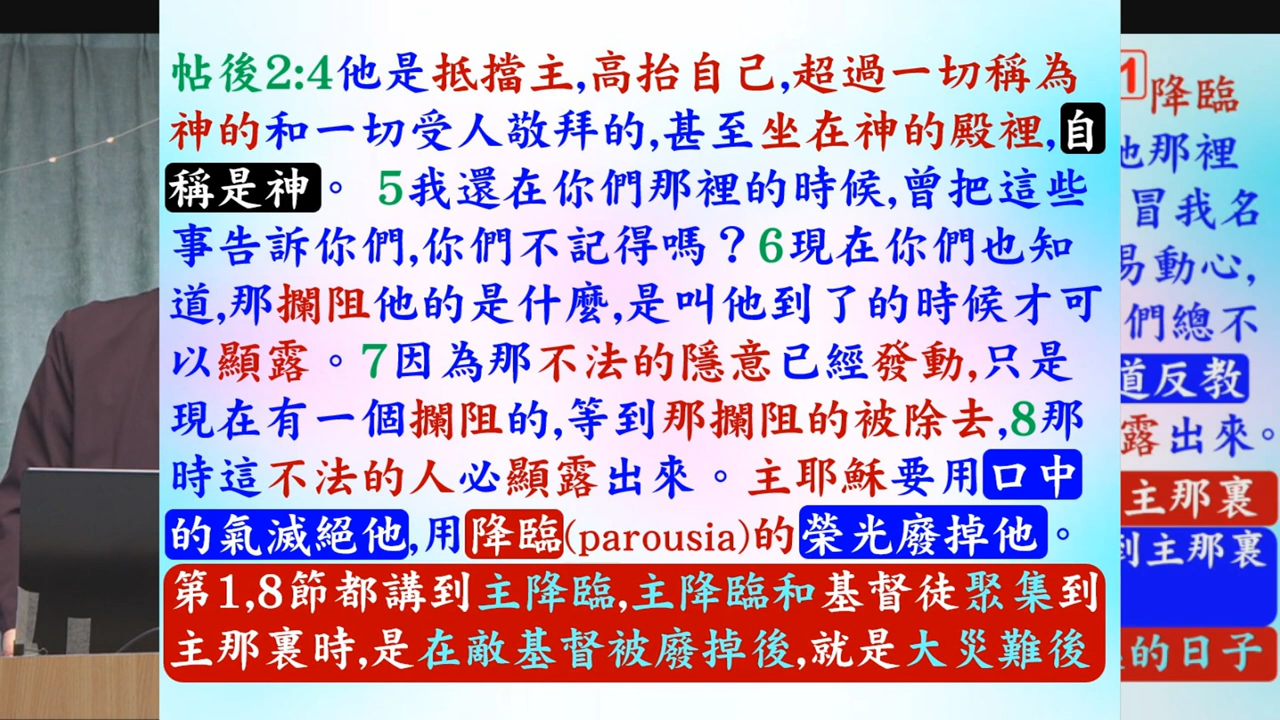 帖後2:4他是抵擋主,高抬自己,超過一切稱為
神的和一切受人敬拜的,甚至坐在神的殿裡,自
稱是神。 5我還在你們那裡的時候,曾把這些
事告訴你們,你們不記得嗎？6現在你們也知
道,那攔阻他的是什麼,是叫他到了的時候才可
以顯露。7因為那不法的隱意已經發動,只是
現在有一個攔阻的,等到那攔阻的被除去,8那
時這不法的人必顯露出來。主耶穌要用口中
的氣滅絕他,用降臨(parousia)的榮光廢掉他。
第1,8節都講到主降臨,主降臨和基督徒聚集到
主那裏時,是在敵基督被廢掉後,就是大災難後
1降臨
他那裡
冒我名
易動心,
們總不
道反教
露出來。
主那裏
到主那裏
的日子